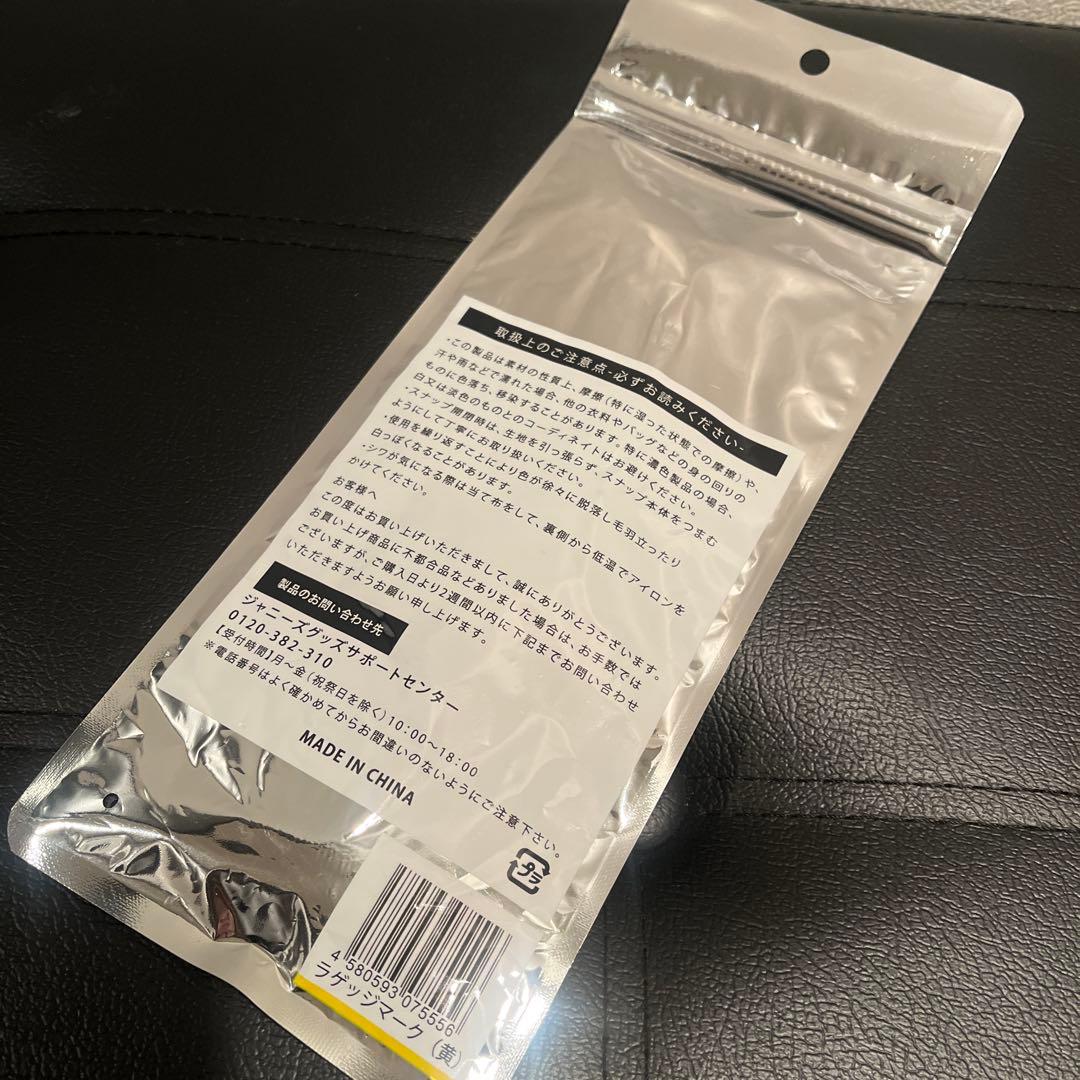 取扱上のご注意点-必ずお読みください-
・この製品は素材の性質上、摩擦(特に湿った状態での摩擦)や、
汗や雨などで濡れた場合、他の衣料やバッグなどの身の回りの
ものに色落ち、移染することがあります。特に濃色製品の場合、
白又は淡色のものとのコーディネイトはお避けください。
・スナップ開閉時は、生地を引っ張らず、スナップ本体をつまむ
ようにして丁寧にお取り扱いください。
・使用を繰り返すことにより色が徐々に脱落し毛羽立ったり
白っぽくなることがあります。
・シワが気になる際は当て布をして、裏側から低温でアイロンを
かけてください。
お客様へ
この度はお買い上げいただきまして、誠にありがとうございます。
お買い上げ商品に不都合品などありました場合は、お手数では
ございますが、ご購入日より2週間以内に下記までお問い合わせ
いただきますようお願い申し上げます。
製品のお問い合わせ先
ジャニーズグッズサポートセンター
0120-382-310
【受付時間】月～金(祝祭日を除く)10:00～18:00
※電話番号はよく確かめてからお間違いのないようにご注意下さい。
MADE IN CHINA
プラ
4 580593 075556
ラゲッジマーク(黄)